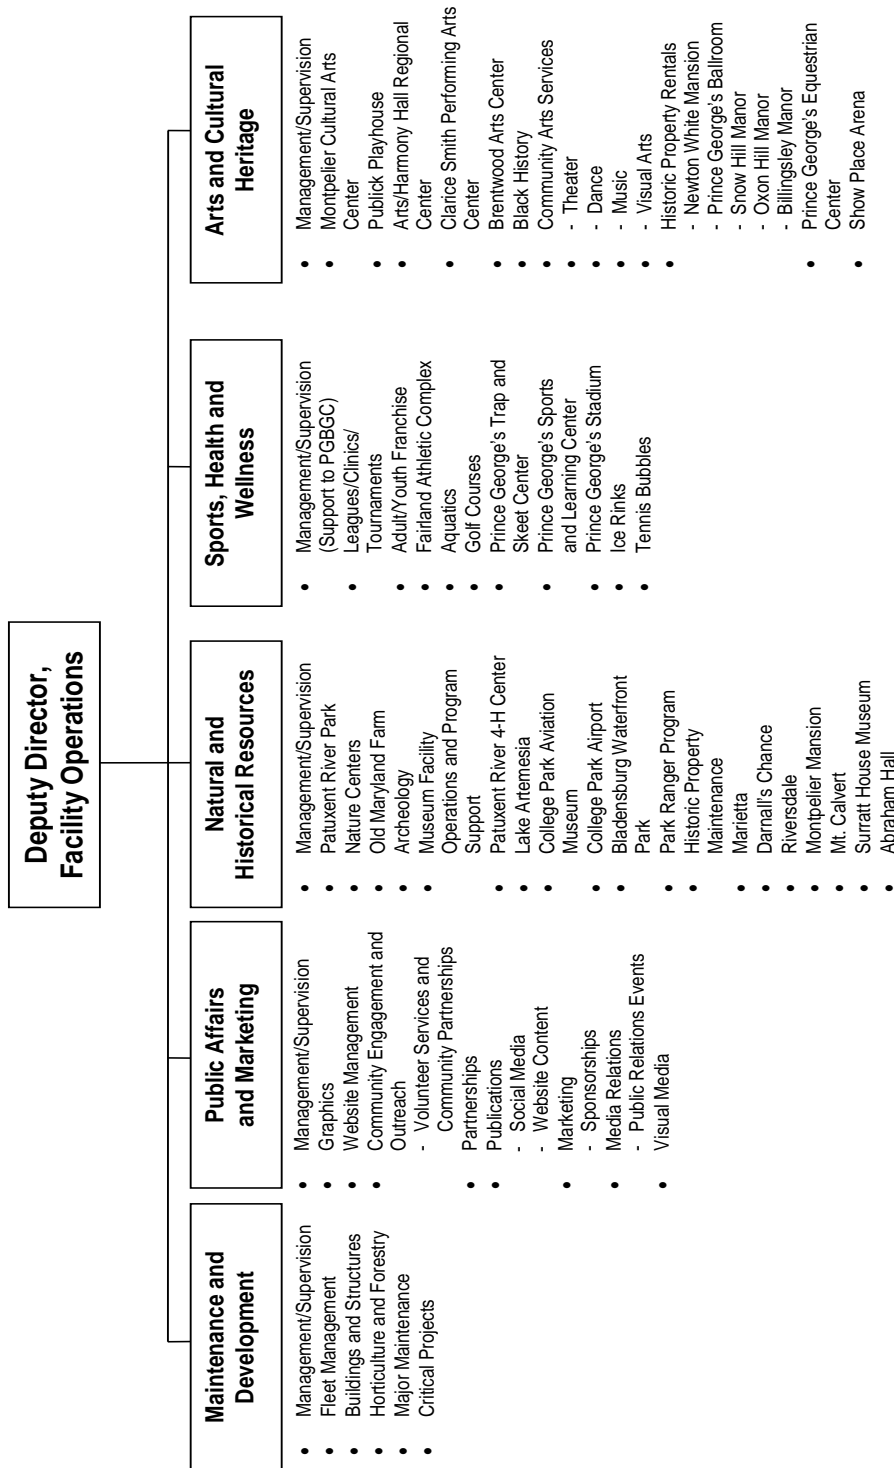 Deputy Director,
Facility Operations
Maintenance and
Development
Management/Supervision
Fleet Management
Buildings and Structures
Horticulture and Forestry
Major Maintenance
Critical Projects
Public Affairs
and Marketing
Management/Supervision
Graphics
Website Management
Community Engagement and
Outreach
- Volunteer Services and
Community Partnerships
Partnerships
Publications
- Social Media
- Website Content
Marketing
- Sponsorships
Media Relations
- Public Relations Events
Visual Media
Natural and
Historical Resources
Management/Supervision
Patuxent River Park
Nature Centers
Old Maryland Farm
Archeology
Museum Facility
Operations and Program
Support
Patuxent River 4-H Center
Lake Artemesia
College Park Aviation
Museum
College Park Airport
Bladensburg Waterfront
Park
Park Ranger Program
Historic Property
Maintenance
Marietta
Darnall's Chance
Riversdale
Montpelier Mansion
Mt. Calvert
Surratt House Museum
Abraham Hall
Sports, Health and
Wellness
Management/Supervision
(Support to PGBGC)
Leagues/Clinics/
Tournaments
Adult/Youth Franchise
Fairland Athletic Complex
Aquatics
Golf Courses
Prince George's Trap and
Skeet Center
Prince George's Sports
and Learning Center
Prince George's Stadium
Ice Rinks
Tennis Bubbles
Arts and Cultural
Heritage
Management/Supervision
Montpelier Cultural Arts
Center
Publick Playhouse
Arts/Harmony Hall Regional
Center
Clarice Smith Performing Arts
Center
Brentwood Arts Center
Black History
Community Arts Services
- Theater
- Dance
- Music
- Visual Arts
Historic Property Rentals
- Newton White Mansion
- Prince George's Ballroom
- Snow Hill Manor
- Oxon Hill Manor
- Billingsley Manor
Prince George's Equestrian
Center
Show Place Arena